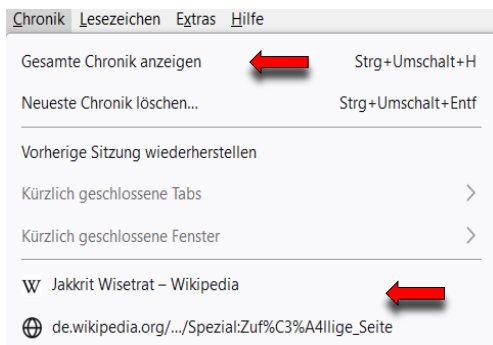 Chronik Lesezeichen Extras Hilfe
Gesamte Chronik anzeigen Strg+Umschalt+H
Neueste Chronik löschen... Strg+Umschalt+Entf
Vorherige Sitzung wiederherstellen
Kürzlich geschlossene Tabs
Kürzlich geschlossene Fenster
W Jakkrit Wisetrat – Wikipedia
de.wikipedia.org/.../Spezial:Zuf%C3%A4llige_Seite